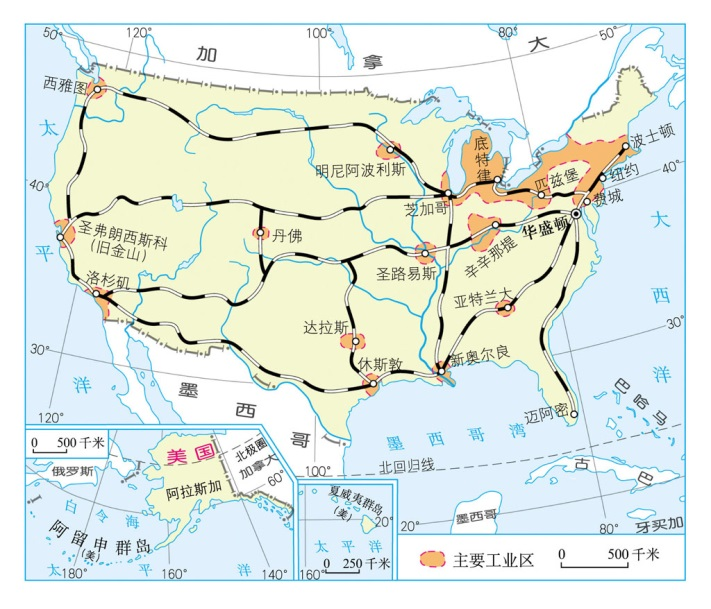 50°
120°
100°
80°
50°
加
拿
大
西雅图
太
平
洋
40°
30°
120°
圣弗朗西斯科
(旧金山)
洛杉矶
明尼阿波利斯
丹佛
芝加哥
底特律
匹兹堡
波士顿
纽约
费城
40°
华盛顿
辛辛那提
圣路易斯
亚特兰大
达拉斯
休斯敦
新奥尔良
迈阿密
大
西
洋
30°
墨
西
哥
墨西哥湾
巴哈马
北回归线
100°
古巴
20°
墨西哥
80°
牙买加
0 500千米
俄罗斯
美国
北极圈
加拿大
60°
阿拉斯加
白令海
阿留申群岛
(美)
180°
太平洋
160°
140°
夏威夷群岛
(美)
20°
太平洋
160°
0 250千米
主要工业区
0 500千米